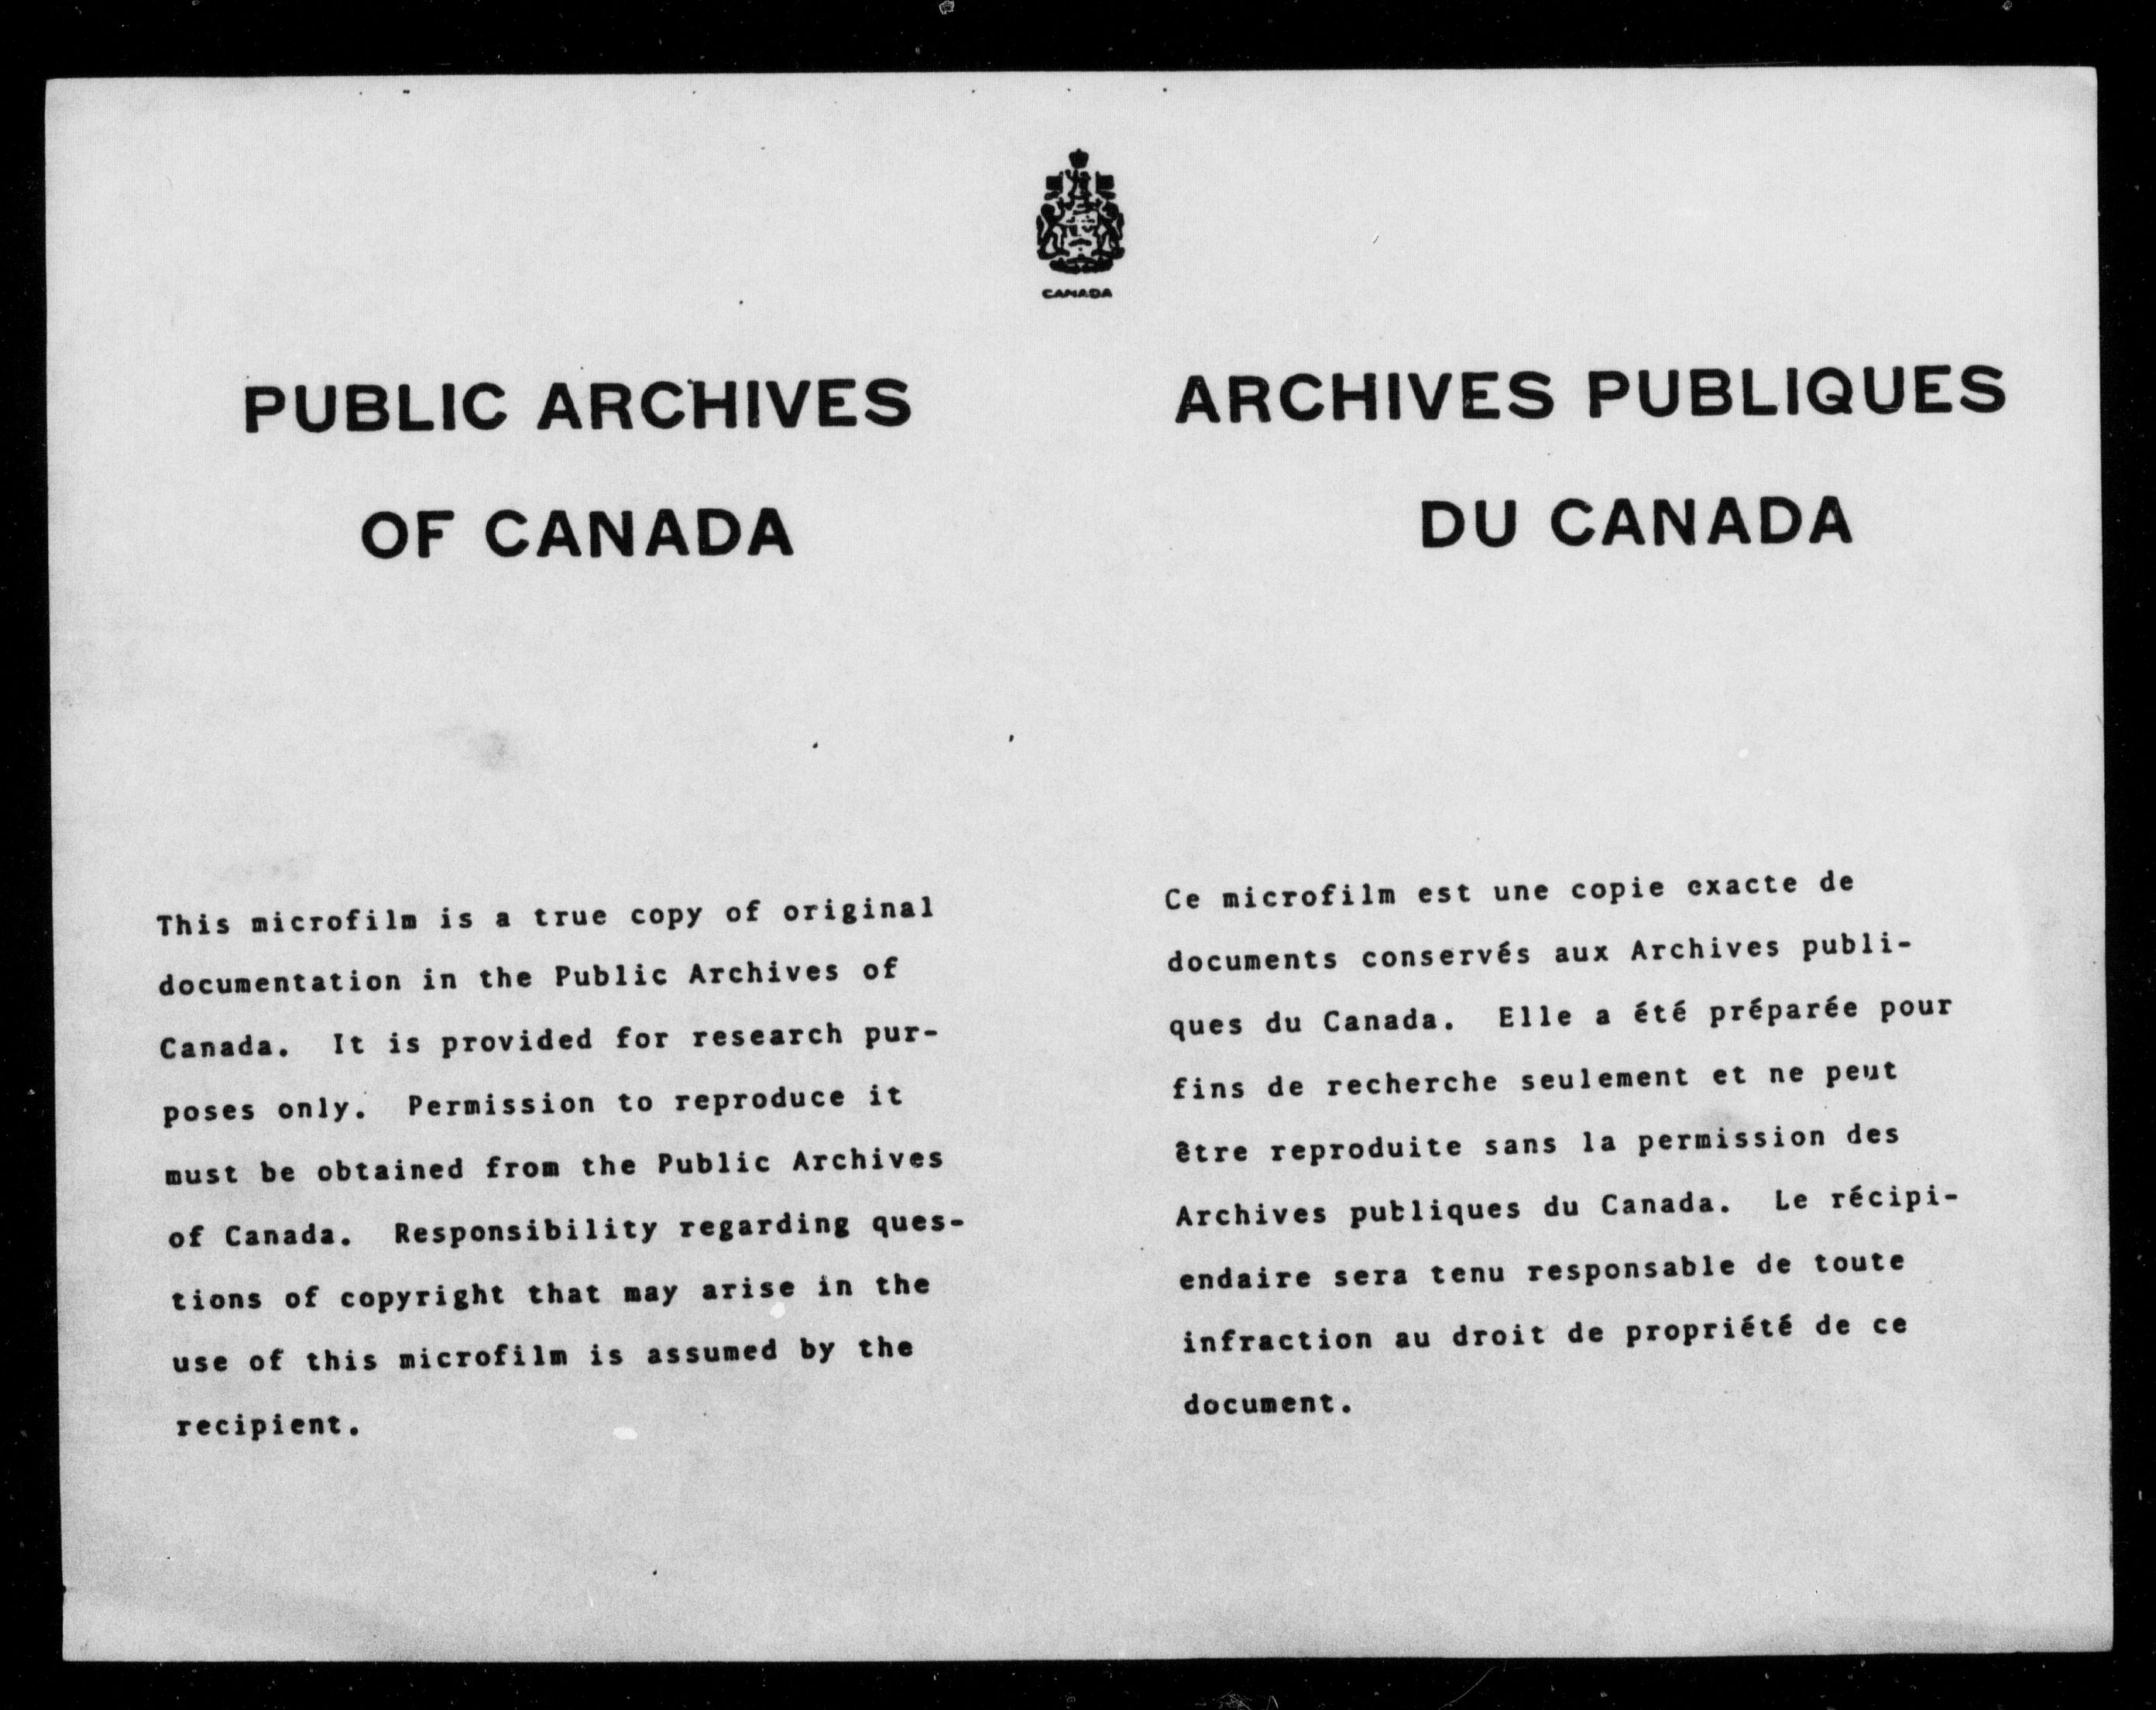 CANADA
PUBLIC ARCHIVES
OF CANADA
This microfilm is a true copy of original
documentation in the Public Archives of
Canada. It is provided for research pur-
poses only. Permission to reproduce it
must be obtained from the Public Archives
of Canada. Responsibility regarding ques-
tions of copyright that may arise in the
use of this microfilm is assumed by the
recipient.
ARCHIVES PUBLIQUES
DU CANADA
Ce microfilm est une copie exacte de
documents conservés aux Archives publi-
ques du Canada. Elle a été préparée pour
fins de recherche seulement et ne peut
être reproduite sans la permission des
Archives publiques du Canada. Le récipi-
endaire sera tenu responsable de toute
infraction au droit de propriété de ce
document.